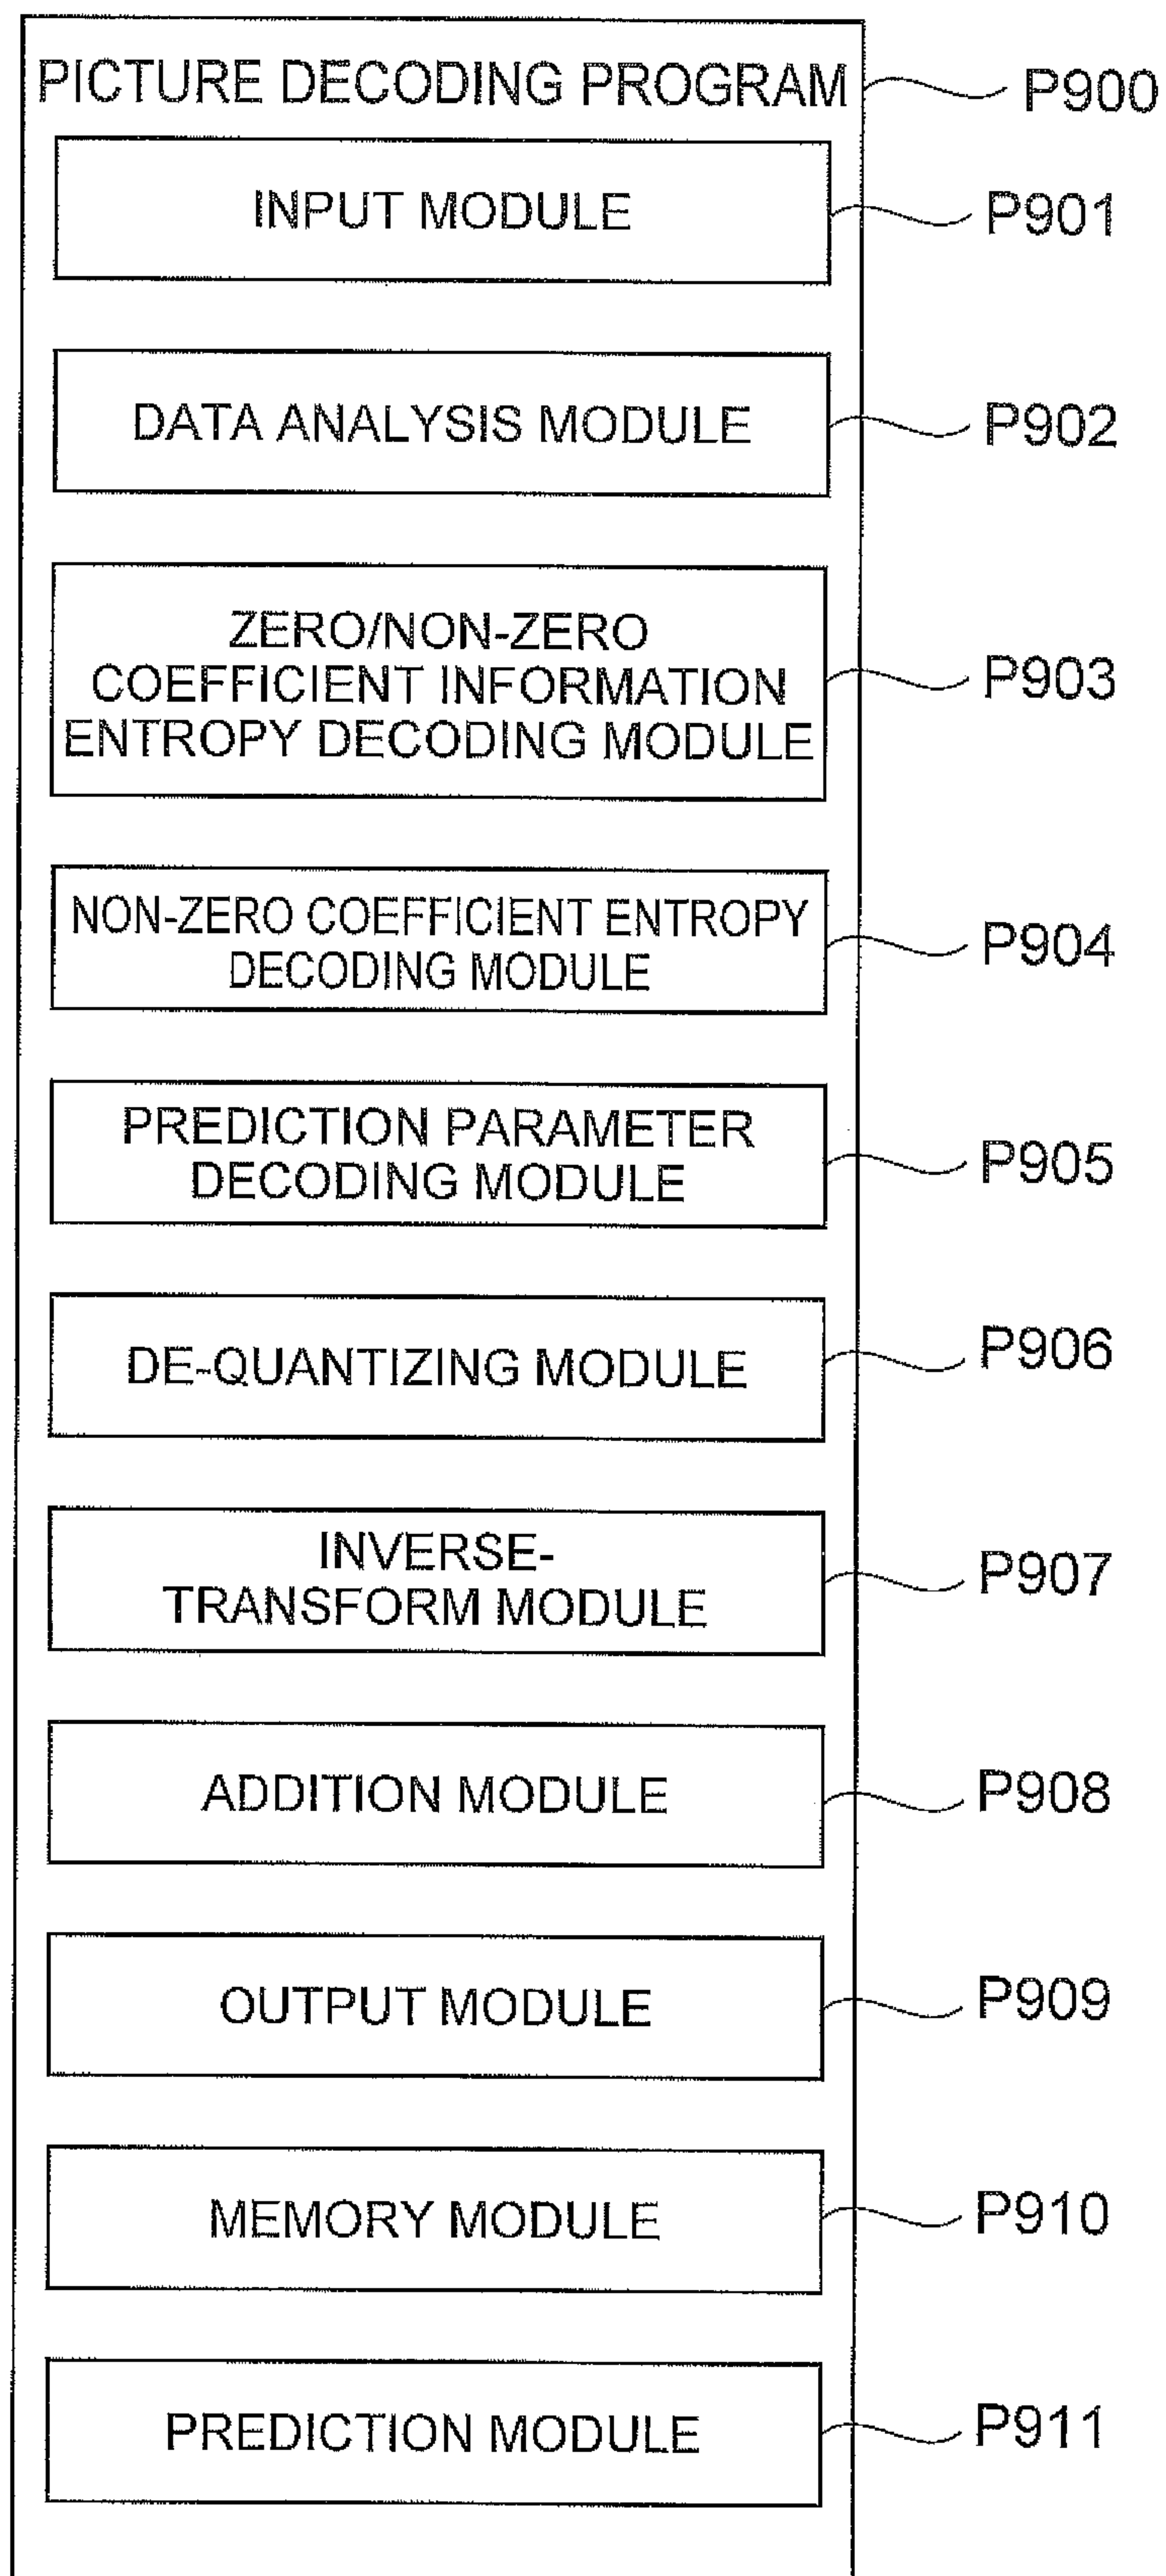 PICTURE DECODING PROGRAM
P900
INPUT MODULE
P901
DATA ANALYSIS MODULE
P902
ZERO/NON-ZERO
COEFFICIENT INFORMATION
ENTROPY DECODING MODULE
P903
NON-ZERO COEFFICIENT ENTROPY
DECODING MODULE
P904
PREDICTION PARAMETER
DECODING MODULE
P905
DE-QUANTIZING MODULE
P906
INVERSE-
TRANSFORM MODULE
P907
ADDITION MODULE
P908
OUTPUT MODULE
P909
MEMORY MODULE
P910
PREDICTION MODULE
P911